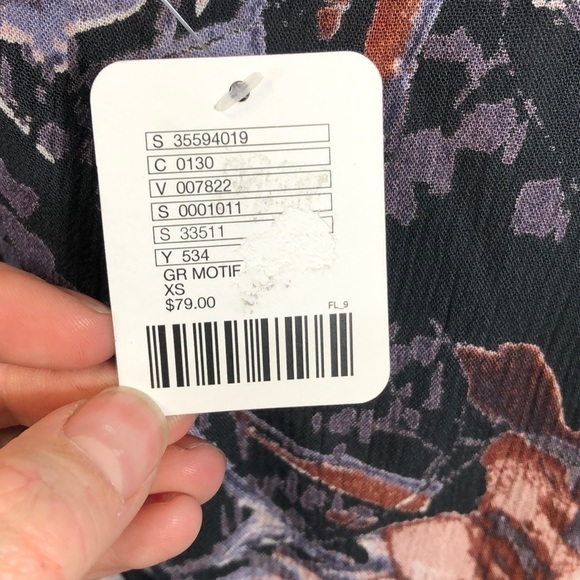 S 35594019
C 0130
V 007822
S 0001011
S 33511
Y 534
GR MOTIF
XS
$79.00
FL_9